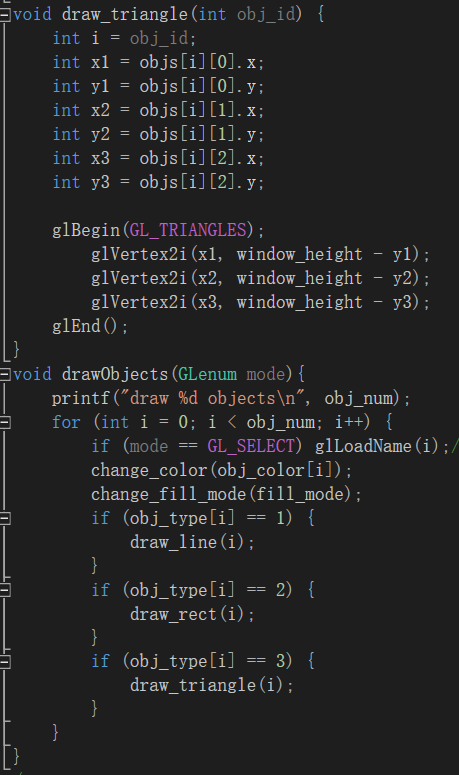 void draw_triangle(int obj_id) {
    int i = obj_id;
    int x1 = objs[i][0].x;
    int y1 = objs[i][0].y;
    int x2 = objs[i][1].x;
    int y2 = objs[i][1].y;
    int x3 = objs[i][2].x;
    int y3 = objs[i][2].y;

    glBegin(GL_TRIANGLES);
        glVertex2i(x1, window_height - y1);
        glVertex2i(x2, window_height - y2);
        glVertex2i(x3, window_height - y3);
    glEnd();
}
void drawObjects(GLenum mode){
    printf("draw %d objects\n", obj_num);
    for (int i = 0; i < obj_num; i++) {
        if (mode == GL_SELECT) glLoadName(i);/
        change_color(obj_color[i]);
        change_fill_mode(fill_mode);
        if (obj_type[i] == 1) {
            draw_line(i);
        }
        if (obj_type[i] == 2) {
            draw_rect(i);
        }
        if (obj_type[i] == 3) {
            draw_triangle(i);
        }
    }
}